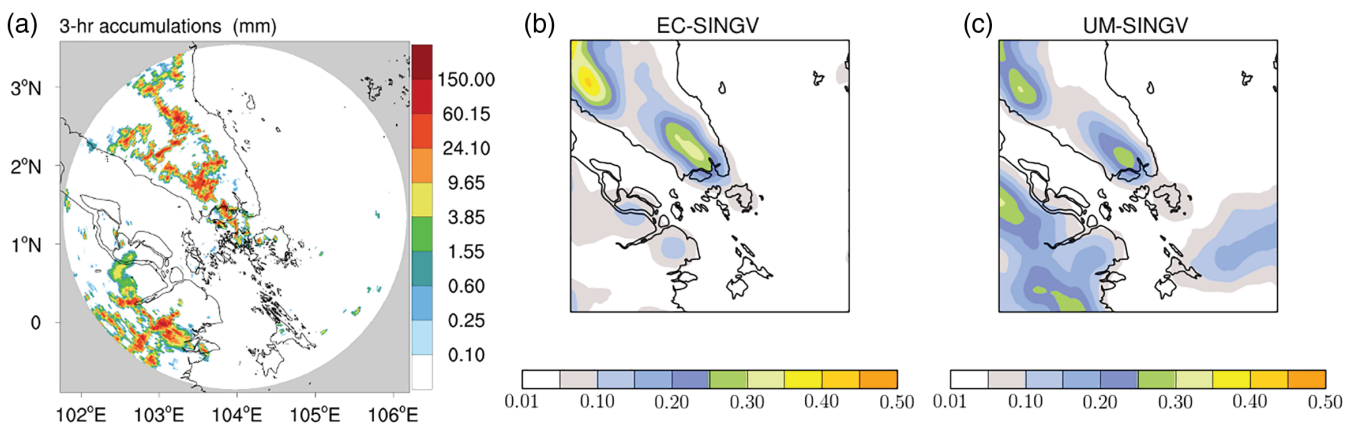 (a) 3-hr accumulations (mm)
3°N
2°N
1°N
0
102°E 103°E 104°E 105°E 106°E
150.00
60.15
24.10
9.65
3.85
1.55
0.60
0.25
0.10
(b) EC-SINGV
0.01 0.10 0.20 0.30 0.40 0.50
(c) UM-SINGV
0.01 0.10 0.20 0.30 0.40 0.50